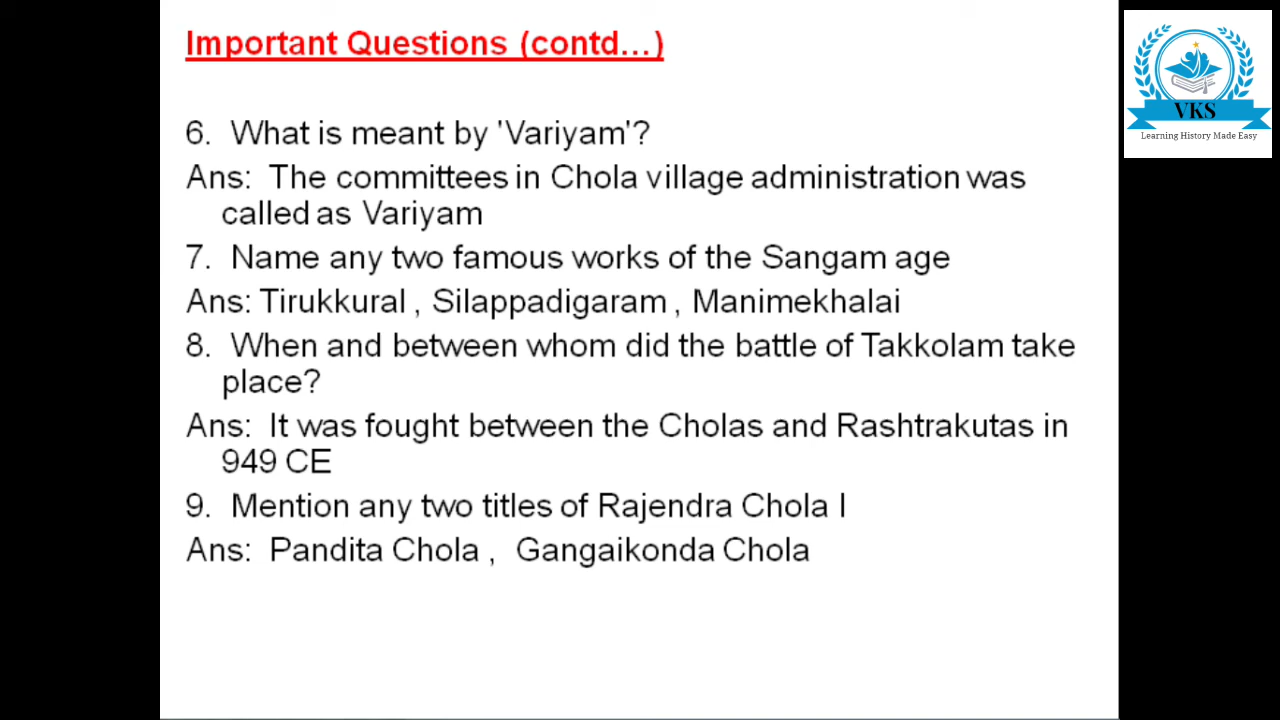 Important Questions (contd...)
VKS
Learning History Made Easy
6. What is meant by 'Variyam'?
Ans: The committees in Chola village administration was
called as Variyam
7. Name any two famous works of the Sangam age
Ans: Tirukkural , Silappadigaram , Manimekhalai
8. When and between whom did the battle of Takkolam take
place?
Ans: It was fought between the Cholas and Rashtrakutas in
949 CE
9. Mention any two titles of Rajendra Chola I
Ans: Pandita Chola , Gangaikonda Chola